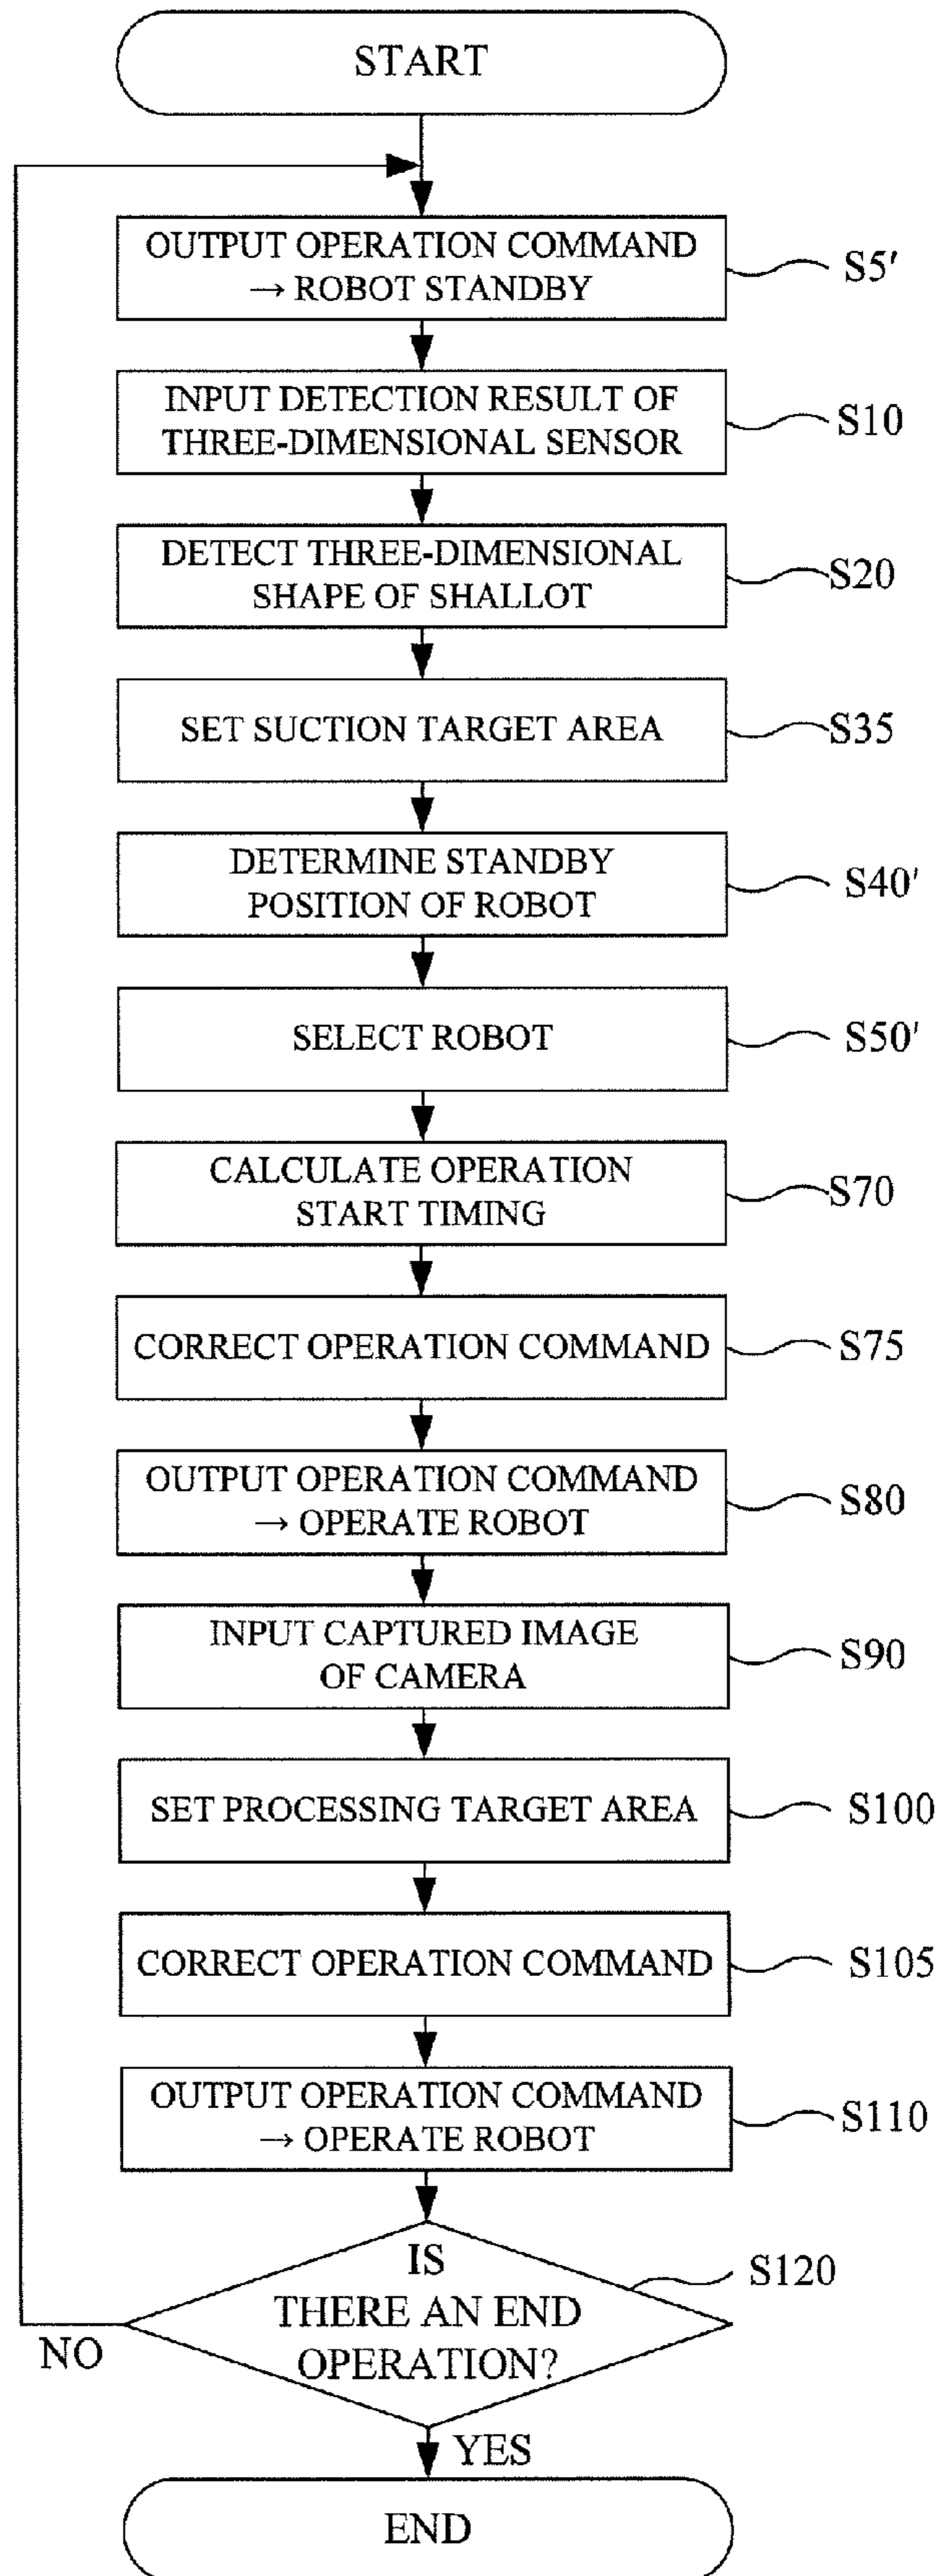 START
OUTPUT OPERATION COMMAND
→ ROBOT STANDBY
S5′
INPUT DETECTION RESULT OF
THREE-DIMENSIONAL SENSOR
S10
DETECT THREE-DIMENSIONAL
SHAPE OF SHALLOT
S20
SET SUCTION TARGET AREA
S35
DETERMINE STANDBY
POSITION OF ROBOT
S40′
SELECT ROBOT
S50′
CALCULATE OPERATION
START TIMING
S70
CORRECT OPERATION COMMAND
S75
OUTPUT OPERATION COMMAND
→ OPERATE ROBOT
S80
INPUT CAPTURED IMAGE
OF CAMERA
S90
SET PROCESSING TARGET AREA
S100
CORRECT OPERATION COMMAND
S105
OUTPUT OPERATION COMMAND
→ OPERATE ROBOT
S110
IS
THERE AN END
OPERATION?
S120
NO
YES
END